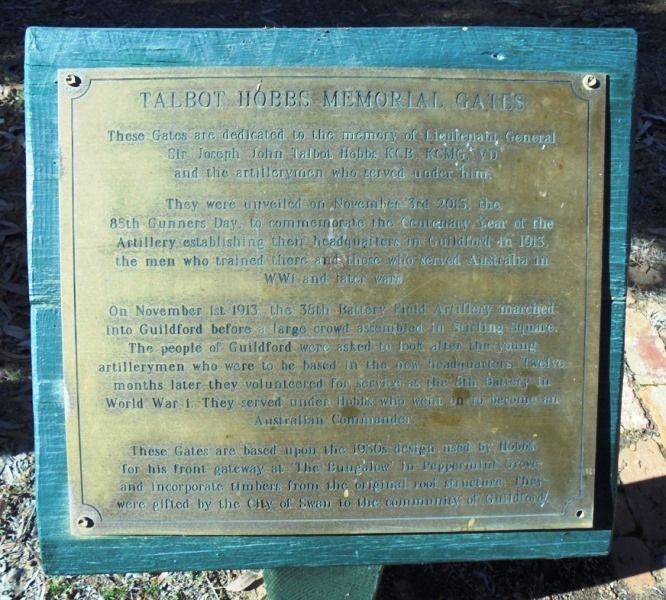 TALBOT HOBBS MEMORIAL GATES
These Gates are dedicated to the memory of Lieutenant General
Sir Joseph John Talbot Hobbs KCB KCMG VD
and the artillerymen who served under him.
They were unveiled on November 3rd 2013, the
85th Gunners Day, to commemorate the Centenary Year of the
Artillery establishing their headquarters in Guildford in 1913,
the men who trained there and those who served Australia in
WWI and later wars.
On November 1st 1913, the 38th Battery Field Artillery marched
into Guildford before a large crowd assembled in Stirling Square.
The people of Guildford were asked to look after the young
artillerymen who were to be based in the new headquarters. Twelve
months later they volunteered for service as the 8th Battery in
World War 1. They served under Hobbs who went on to become an
Australian Commander.
These Gates are based upon the 1930s design used by Hobbs
for his front gateway at 'The Bungalow' in Peppermint Grove
and incorporate timbers from the original roof structure. They
were gifted by the City of Swan to the community of Guildford.